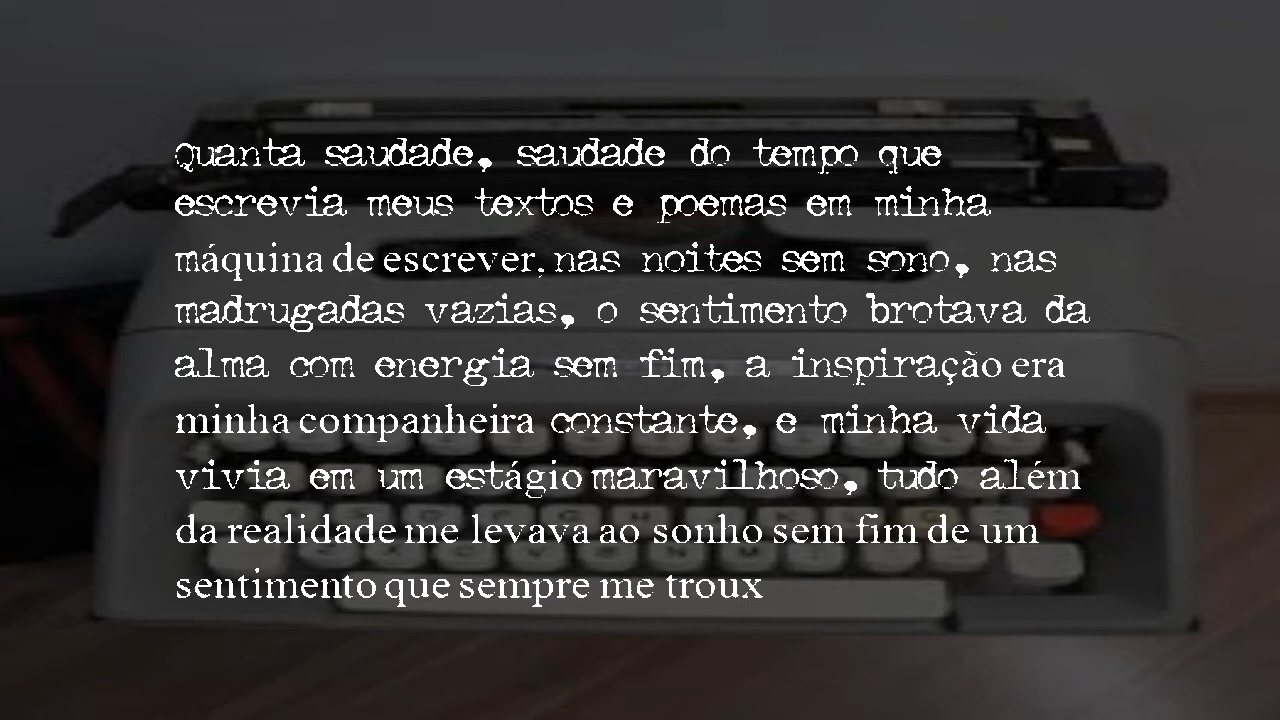 Quanta saudade, saudade do tempo que
escrevia meus textos e poemas em minha
máquina de escrever, nas noites sem sono, nas
madrugadas vazias, o sentimento brotava da
alma com energia sem fim, a inspiração era
minha companheira constante, e minha vida
vivia em um estágio maravilhoso, tudo além
da realidade me levava ao sonho sem fim de um
sentimento que sempre me troux